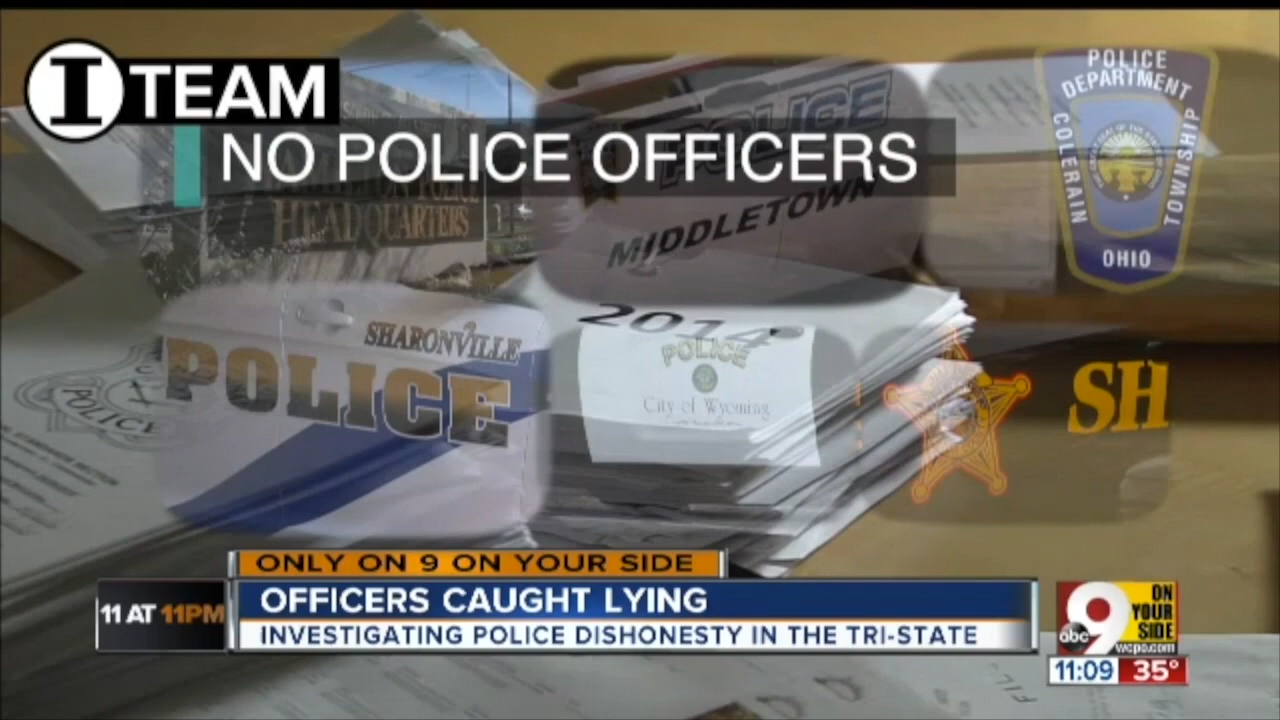 I TEAM
NO POLICE OFFICERS
HEADQUARTERS
POLICE
MIDDLETOWN
POLICE
DEPARTMENT
COLERAIN
TOWNSHIP
OHIO
SHARONVILLE
POLICE
2014
POLICE
City of Wyoming
SH
POLICE
ONLY ON 9 ON YOUR SIDE
11 AT 11PM
OFFICERS CAUGHT LYING
INVESTIGATING POLICE DISHONESTY IN THE TRI-STATE
abc 9 ON YOUR SIDE
wcpo.com
11:09 35°